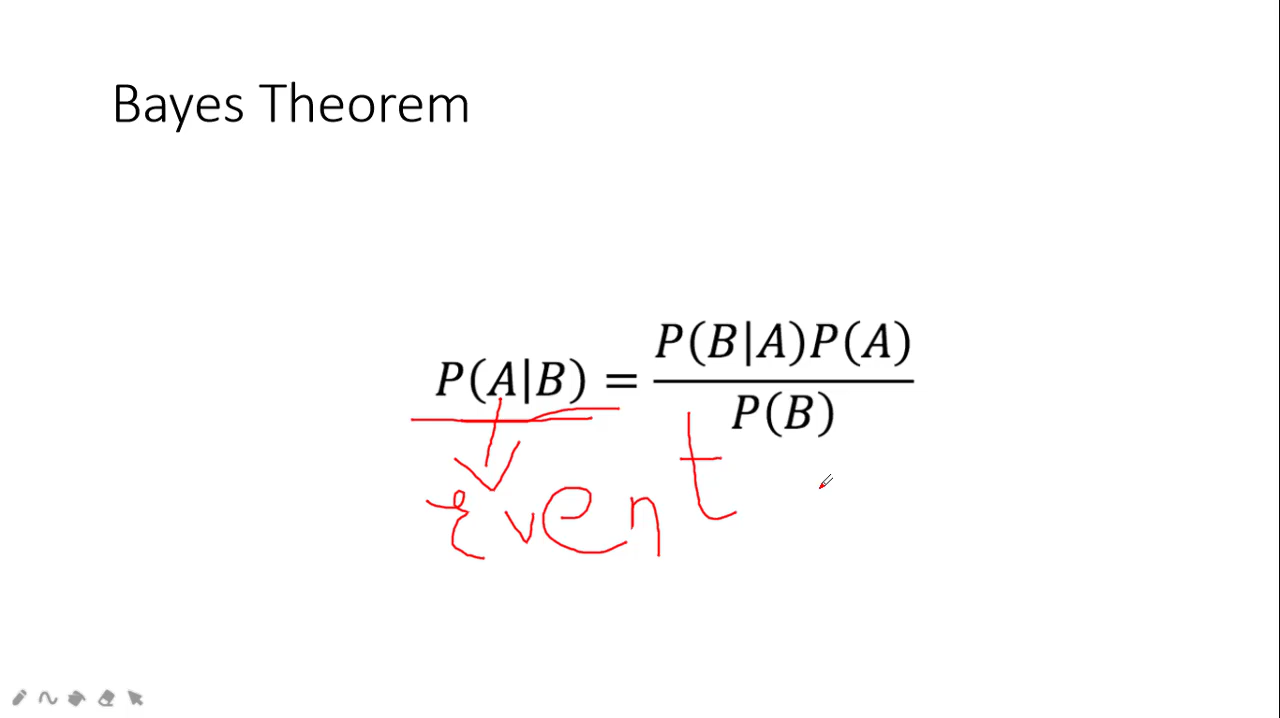 Bayes Theorem
P(A|B) = P(B|A)P(A) / P(B)
event